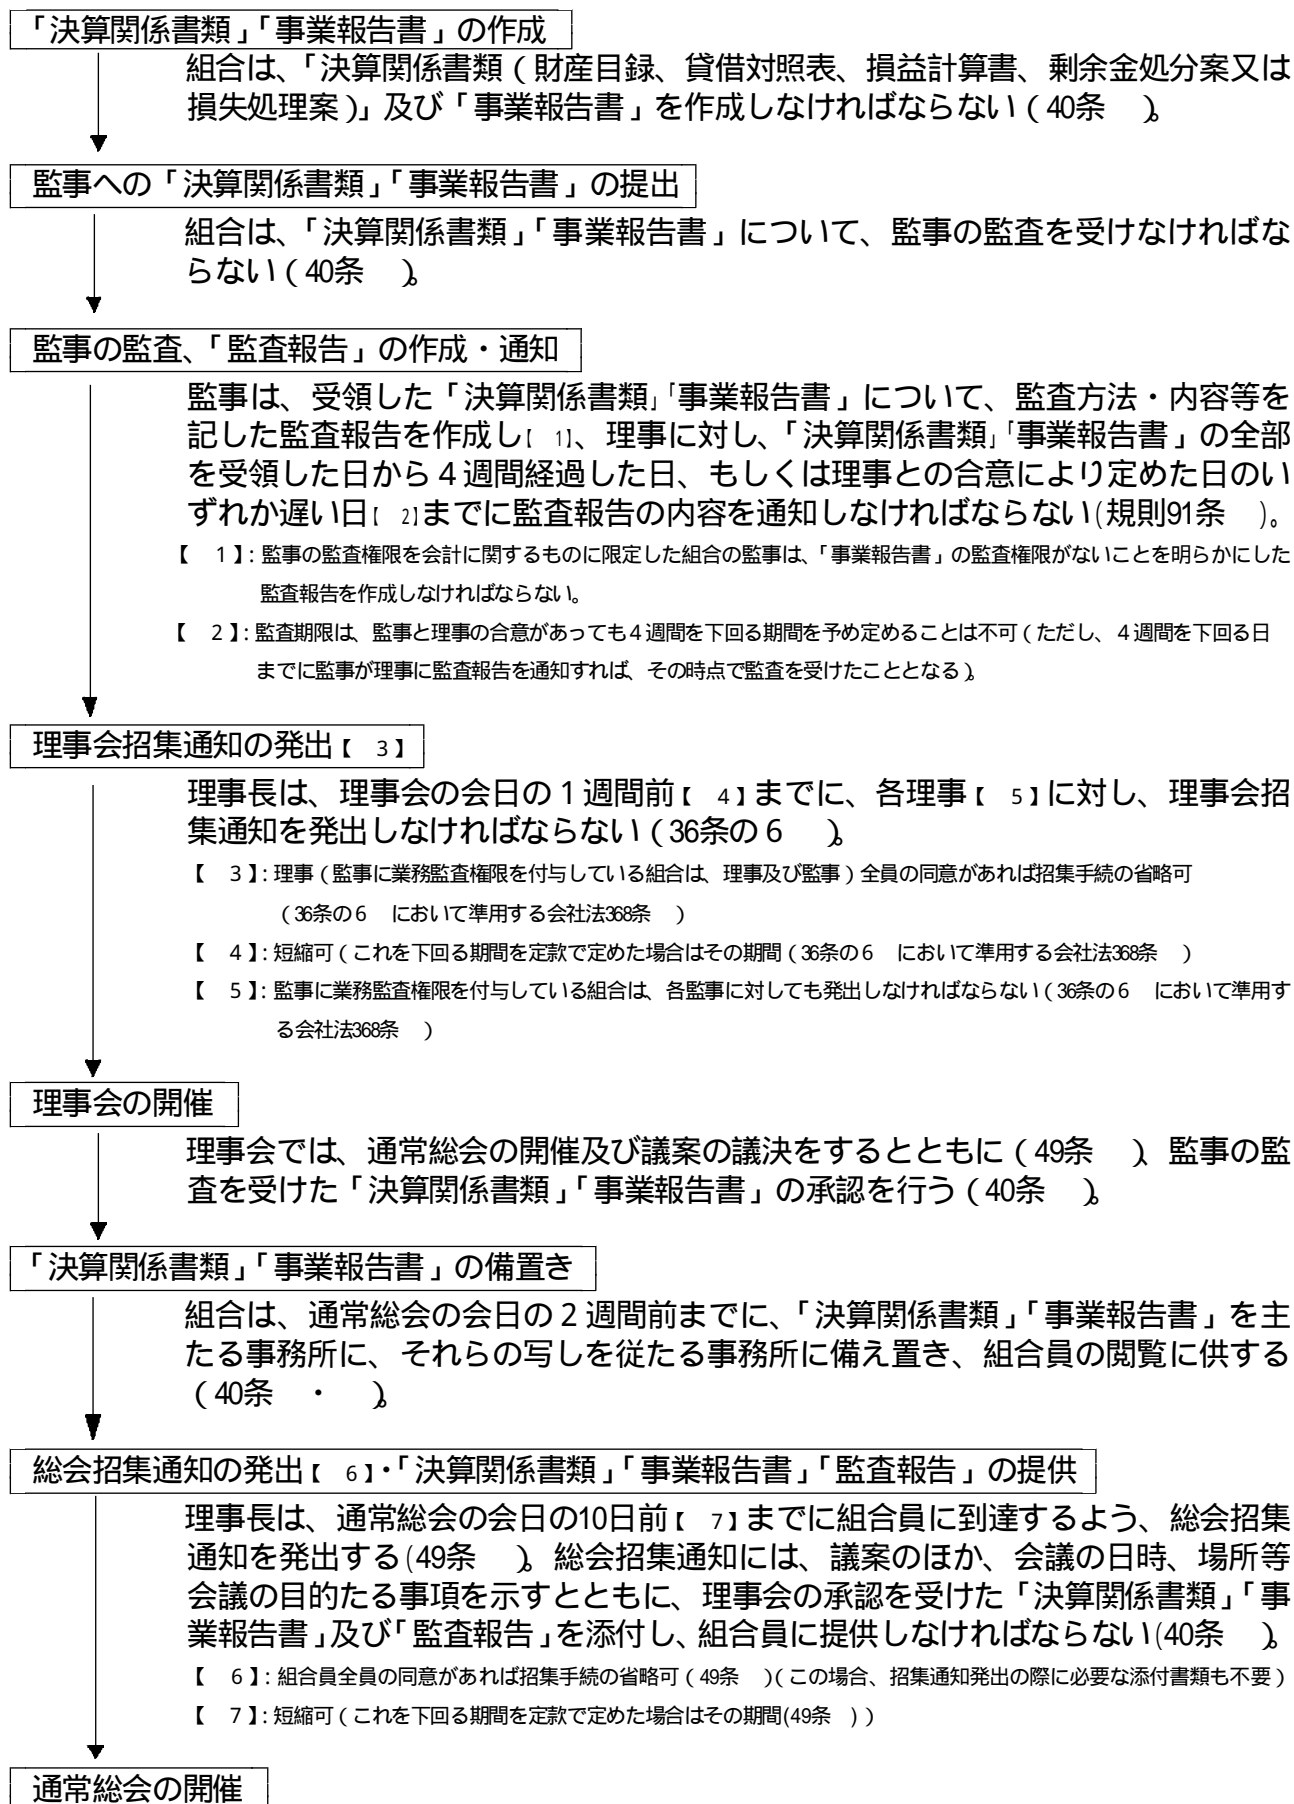 「決算関係書類」「事業報告書」の作成
組合は、「決算関係書類（財産目録、貸借対照表、損益計算書、剰余金処分案又は
損失処理案）」及び「事業報告書」を作成しなければならない（40条　）。
監事への「決算関係書類」「事業報告書」の提出
組合は、「決算関係書類」「事業報告書」について、監事の監査を受けなければな
らない（40条　）。
監事の監査、「監査報告」の作成・通知
監事は、受領した「決算関係書類」「事業報告書」について、監査方法・内容等を
記した監査報告を作成し【　1】、理事に対し、「決算関係書類」「事業報告書」の全部
を受領した日から４週間経過した日、もしくは理事との合意により定めた日のい
ずれか遅い日【　2】までに監査報告の内容を通知しなければならない(規則91条　)。
【　1】：監事の監査権限を会計に関するものに限定した組合の監事は、「事業報告書」の監査権限がないことを明らかにした
監査報告を作成しなければならない。
【　2】：監査期限は、監事と理事の合意があっても４週間を下回る期間を予め定めることは不可（ただし、４週間を下回る日
までに監事が理事に監査報告を通知すれば、その時点で監査を受けたこととなる）。
理事会招集通知の発出【　3】
理事長は、理事会の会日の１週間前【　4】までに、各理事【　5】に対し、理事会招
集通知を発出しなければならない（36条の６　）。
【　3】：理事（監事に業務監査権限を付与している組合は、理事及び監事）全員の同意があれば招集手続の省略可
（36条の６　において準用する会社法368条　）
【　4】：短縮可（これを下回る期間を定款で定めた場合はその期間（36条の６　において準用する会社法368条　）
【　5】：監事に業務監査権限を付与している組合は、各監事に対しても発出しなければならない（36条の６　において準用す
る会社法368条　）
理事会の開催
理事会では、通常総会の開催及び議案の議決をするとともに（49条　）、監事の監
査を受けた「決算関係書類」「事業報告書」の承認を行う（40条　）。
「決算関係書類」「事業報告書」の備置き
組合は、通常総会の会日の２週間前までに、「決算関係書類」「事業報告書」を主
たる事務所に、それらの写しを従たる事務所に備え置き、組合員の閲覧に供する
（40条　・　）。
総会招集通知の発出【　6】・「決算関係書類」「事業報告書」「監査報告」の提供
理事長は、通常総会の会日の10日前【　7】までに組合員に到達するよう、総会招集
通知を発出する(49条　)。総会招集通知には、議案のほか、会議の日時、場所等
会議の目的たる事項を示すとともに、理事会の承認を受けた「決算関係書類」「事
業報告書」及び「監査報告」を添付し、組合員に提供しなければならない(40条　)。
【　6】：組合員全員の同意があれば招集手続の省略可（49条　）（この場合、招集通知発出の際に必要な添付書類も不要）
【　7】：短縮可（これを下回る期間を定款で定めた場合はその期間(49条　)）
通常総会の開催